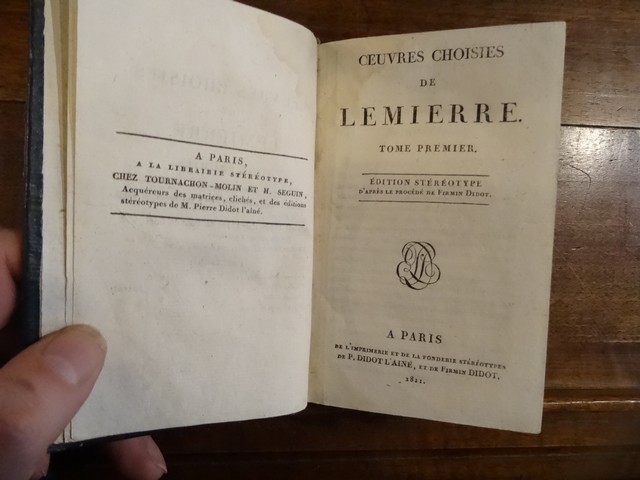 A PARIS,
A LA LIBRAIRIE STÉRÉOTYPE,
CHEZ TOURNACHON-MOLIN ET H. SEGUIN,
Acquéreurs des matrices, clichés, et des éditions
stéréotypes de M. Pierre Didot l'aîné.
ŒUVRES CHOISIES
DE
LEMIERRE.
TOME PREMIER.
ÉDITION STÉRÉOTYPE
D'APRÈS LE PROCÉDÉ DE FIRMIN DIDOT.
A PARIS
DE L'IMPRIMERIE ET DE LA FONDERIE STÉRÉOTYPES
DE P. DIDOT L'AINÉ, ET DE FIRMIN DIDOT.
1811.